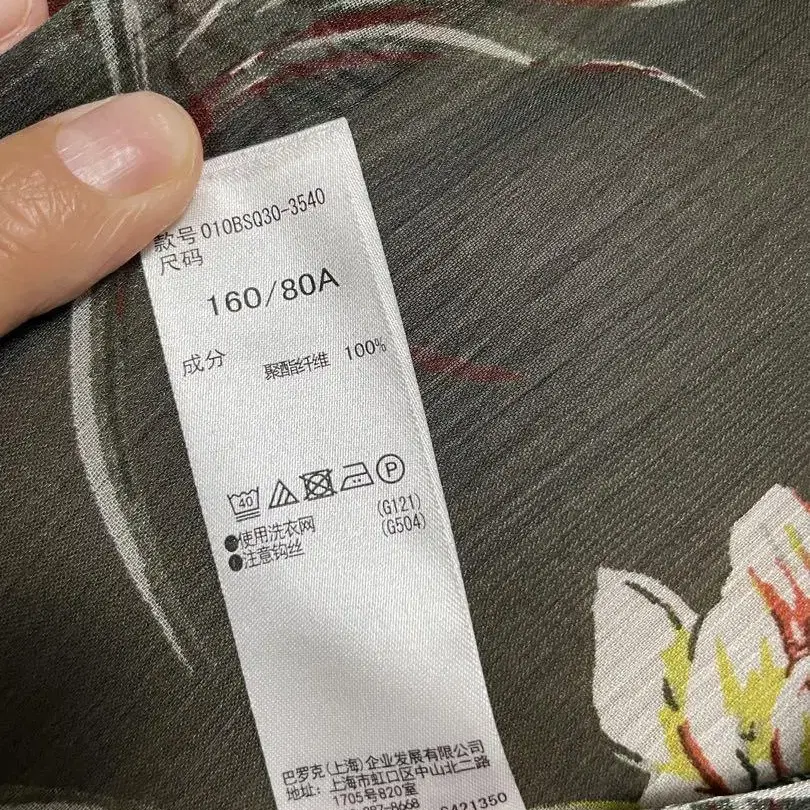 款号 010BSQ30-3540
尺码
160/80A
成分 聚酯纤维 100%
40 P
●使用洗衣网 (G121)
●注意钩丝 (G504)
巴罗克(上海)企业发展有限公司
地址: 上海市虹口区中山北二路
1705号820室
087-8668 S421350